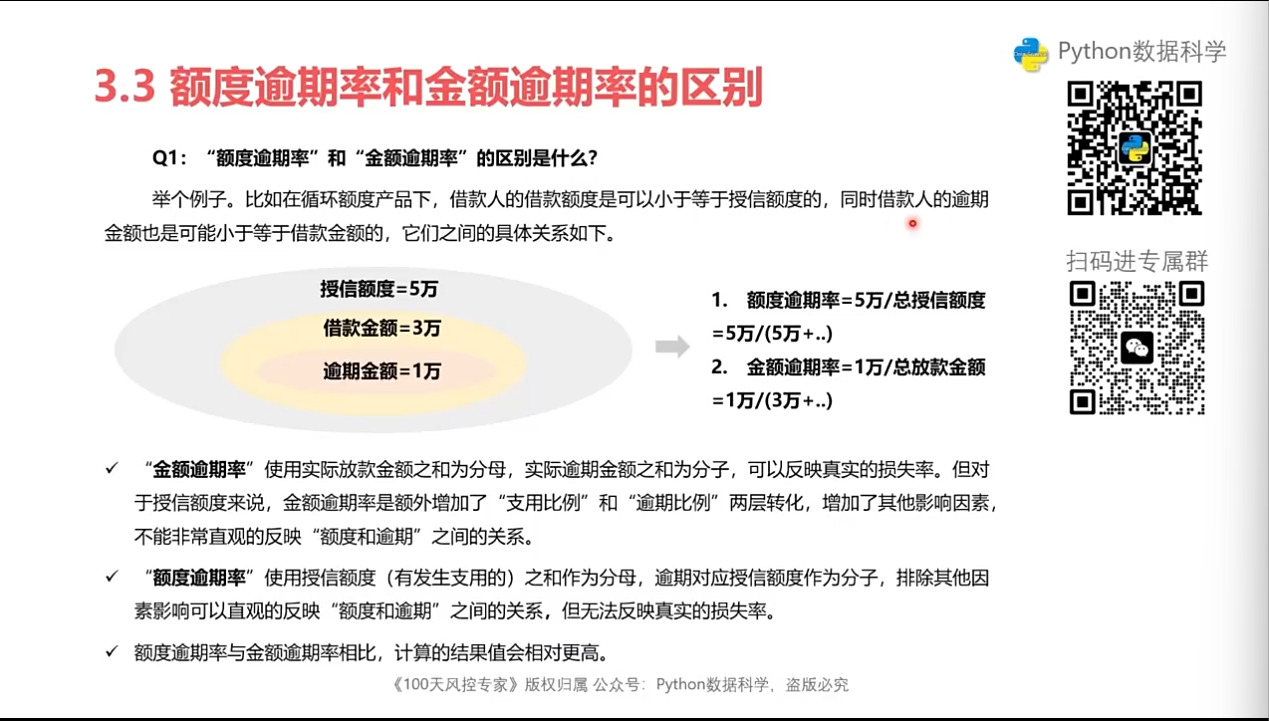 Python数据科学
3.3 额度逾期率和金额逾期率的区别
Q1：“额度逾期率”和“金额逾期率”的区别是什么？
举个例子。比如在循环额度产品下，借款人的借款额度是可以小于等于授信额度的，同时借款人的逾期
金额也是可能小于等于借款金额的，它们之间的具体关系如下。
扫码进专属群
授信额度=5万
借款金额=3万
逾期金额=1万
1. 额度逾期率=5万/总授信额度
=5万/(5万+..)
2. 金额逾期率=1万/总放款金额
=1万/(3万+..)
✓ “金额逾期率”使用实际放款金额之和为分母，实际逾期金额之和为分子，可以反映真实的损失率。但对
于授信额度来说，金额逾期率是额外增加了“支用比例”和“逾期比例”两层转化，增加了其他影响因素，
不能非常直观的反映“额度和逾期”之间的关系。
✓ “额度逾期率”使用授信额度（有发生支用的）之和作为分母，逾期对应授信额度作为分子，排除其他因
素影响可以直观的反映“额度和逾期”之间的关系，但无法反映真实的损失率。
✓ 额度逾期率与金额逾期率相比，计算的结果值会相对更高。
《100天风控专家》版权归属 公众号：Python数据科学，盗版必究